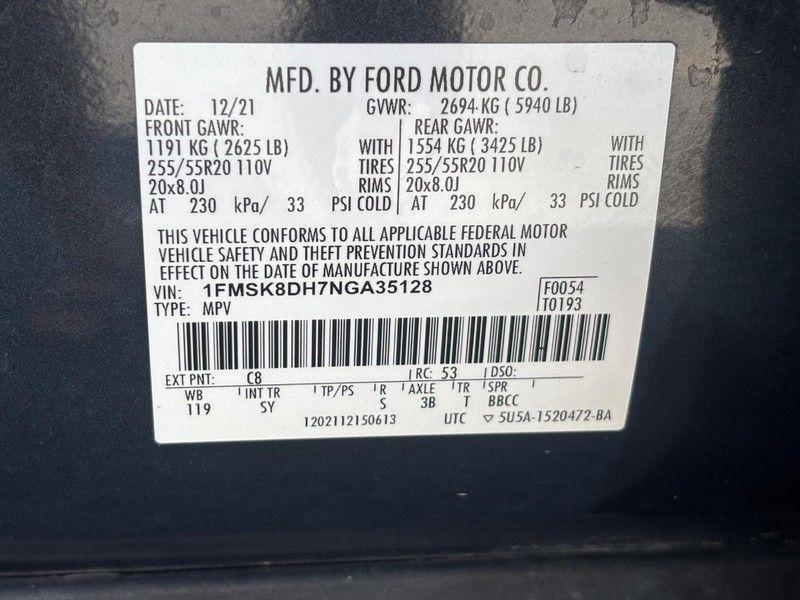 MFD. BY FORD MOTOR CO.
DATE: 12/21 GVWR: 2694 KG ( 5940 LB)
FRONT GAWR: REAR GAWR:
1191 KG ( 2625 LB) WITH 1554 KG ( 3425 LB) WITH
255/55R20 110V TIRES 255/55R20 110V TIRES
20x8.0J RIMS 20x8.0J RIMS
AT 230 kPa/ 33 PSI COLD AT 230 kPa/ 33 PSI COLD
THIS VEHICLE CONFORMS TO ALL APPLICABLE FEDERAL MOTOR
VEHICLE SAFETY AND THEFT PREVENTION STANDARDS IN
EFFECT ON THE DATE OF MANUFACTURE SHOWN ABOVE.
VIN: 1FMSK8DH7NGA35128 F0054
TYPE: MPV T0193
EXT PNT: C8 RC: 53 DSO:
WB INT TR TP/PS R AXLE TR SPR
119 SY S 3B T BBCC
1202112150613 UTC ▽ 5U5A-1520472-BA